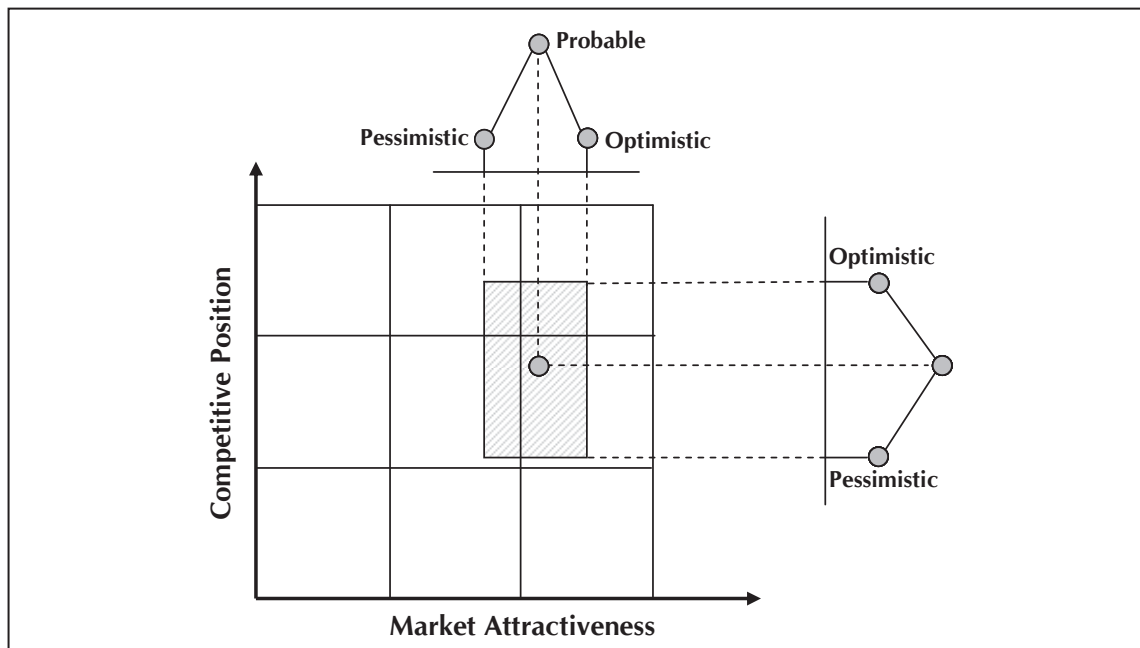 Probable
Pessimistic
Optimistic
Optimistic
Pessimistic
Competitive Position
Market Attractiveness